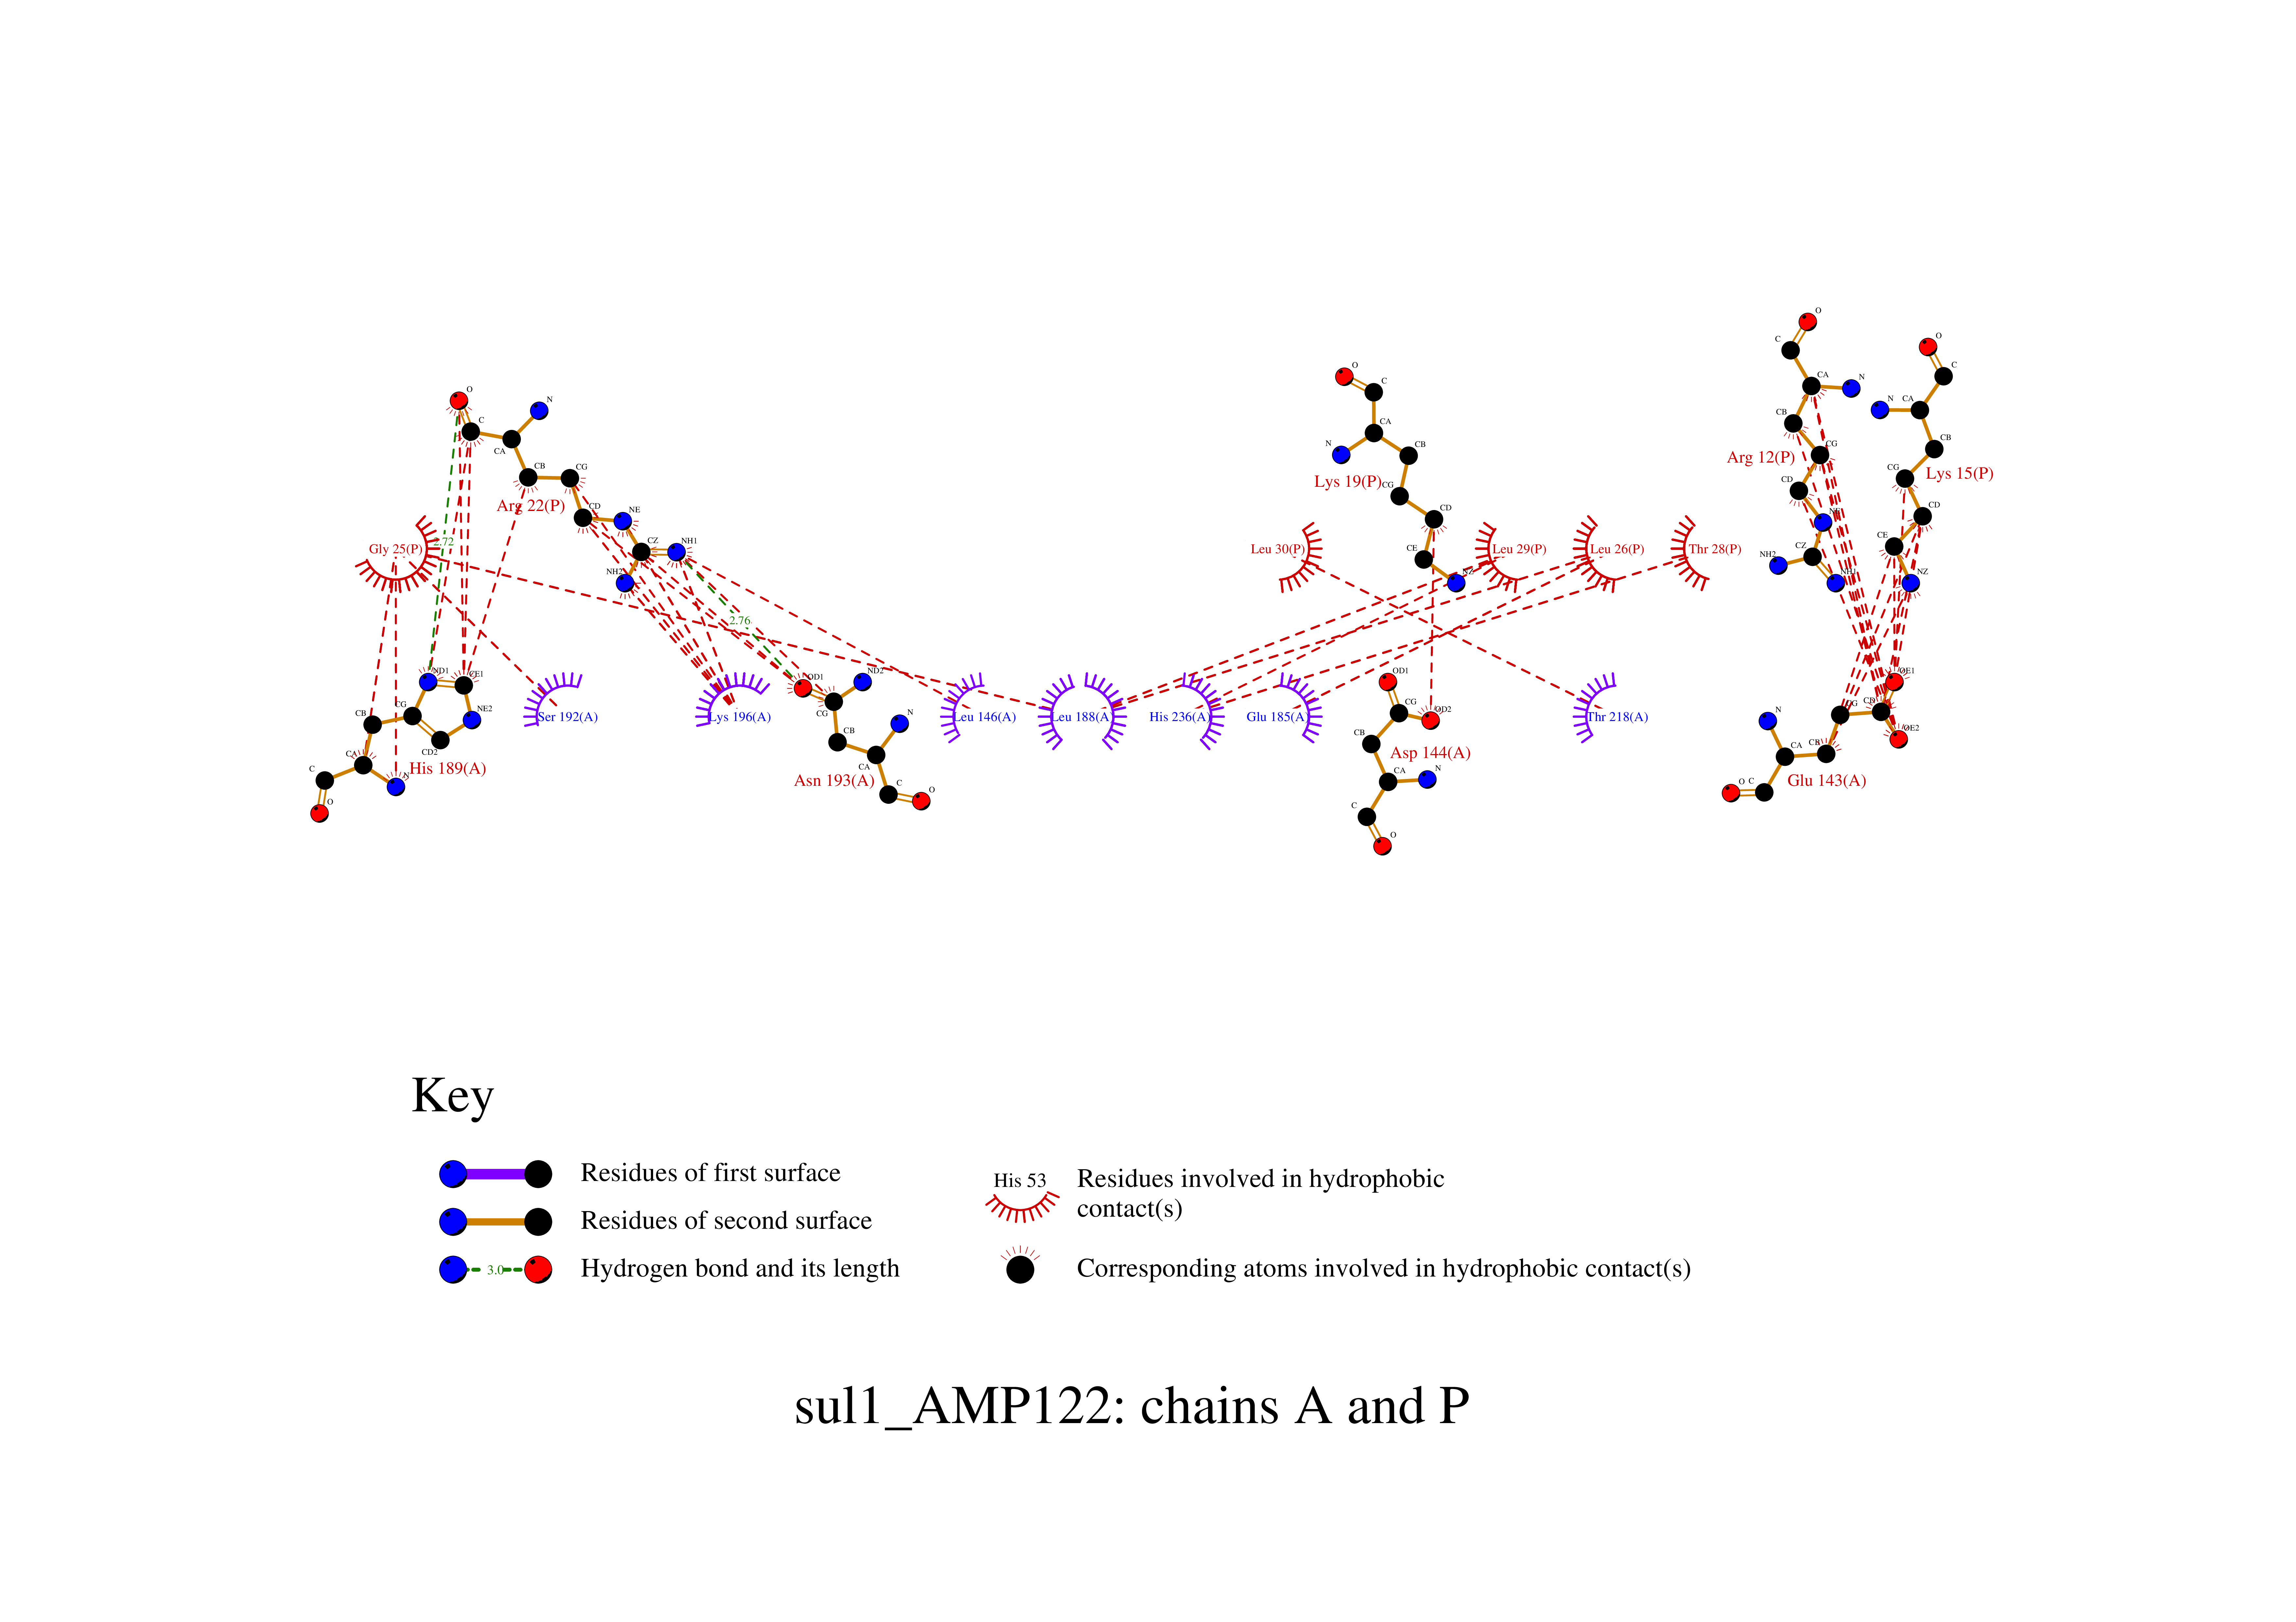 O
C
N
CA
CB
CG
Arg 22(P)
CD
NE
CZ
NH1
NH2
Gly 25(P)
2.72
2.76
O
C
CA
N
CB
Lys 19(P)
CG
CD
CE
NZ
Leu 30(P)
Leu 29(P)
Leu 26(P)
Thr 28(P)
O
C
CA
N
CB
CG
Arg 12(P)
CD
NE
CZ
NH2
NH1
O
C
N
CA
CB
CG
Lys 15(P)
CD
CE
NZ
ND1
CE1
CG
NE2
CB
CD2
CA
His 189(A)
N
C
O
Ser 192(A)
Lys 196(A)
OD1
ND2
CG
N
CB
CA
Asn 193(A)
C
O
Leu 146(A)
Leu 188(A)
His 236(A)
Glu 185(A)
OD1
CG
OD2
CB
Asp 144(A)
CA
N
C
O
Thr 218(A)
OE1
CG
CD
OE2
N
CA
CB
Glu 143(A)
O
C
Key
Residues of first surface
Residues of second surface
3.0
Hydrogen bond and its length
His 53
Residues involved in hydrophobic
contact(s)
Corresponding atoms involved in hydrophobic contact(s)
sul1_AMP122: chains A and P